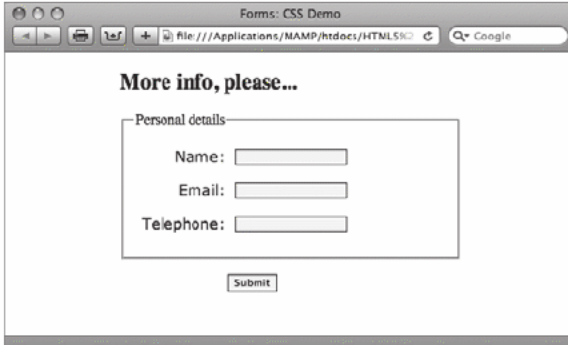 Forms: CSS Demo
file:///Applications/MAMP/htdocs/HTML5
Google
More info, please...
Personal details
Name:
Email:
Telephone:
Submit